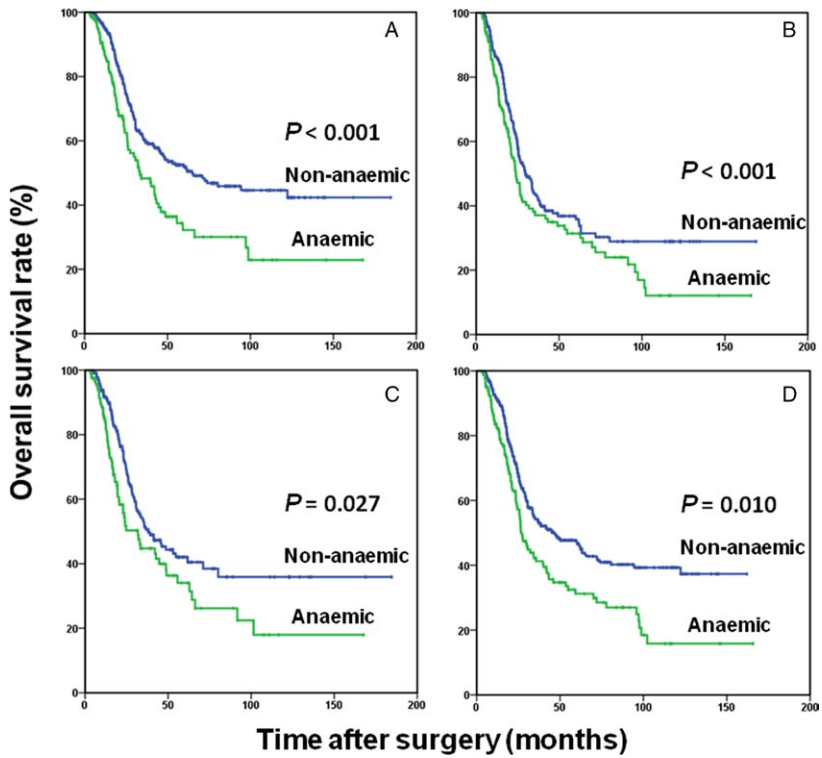 Overall survival rate (%)
A
100
80
60
40
20
0
P < 0.001
Non-anaemic
Anaemic
0 50 100 150 200
B
100
80
60
40
20
0
P < 0.001
Non-anaemic
Anaemic
0 50 100 150 200
C
100
80
60
40
20
0
P = 0.027
Non-anaemic
Anaemic
0 50 100 150 200
D
100
80
60
40
20
0
P = 0.010
Non-anaemic
Anaemic
0 50 100 150 200
Time after surgery (months)